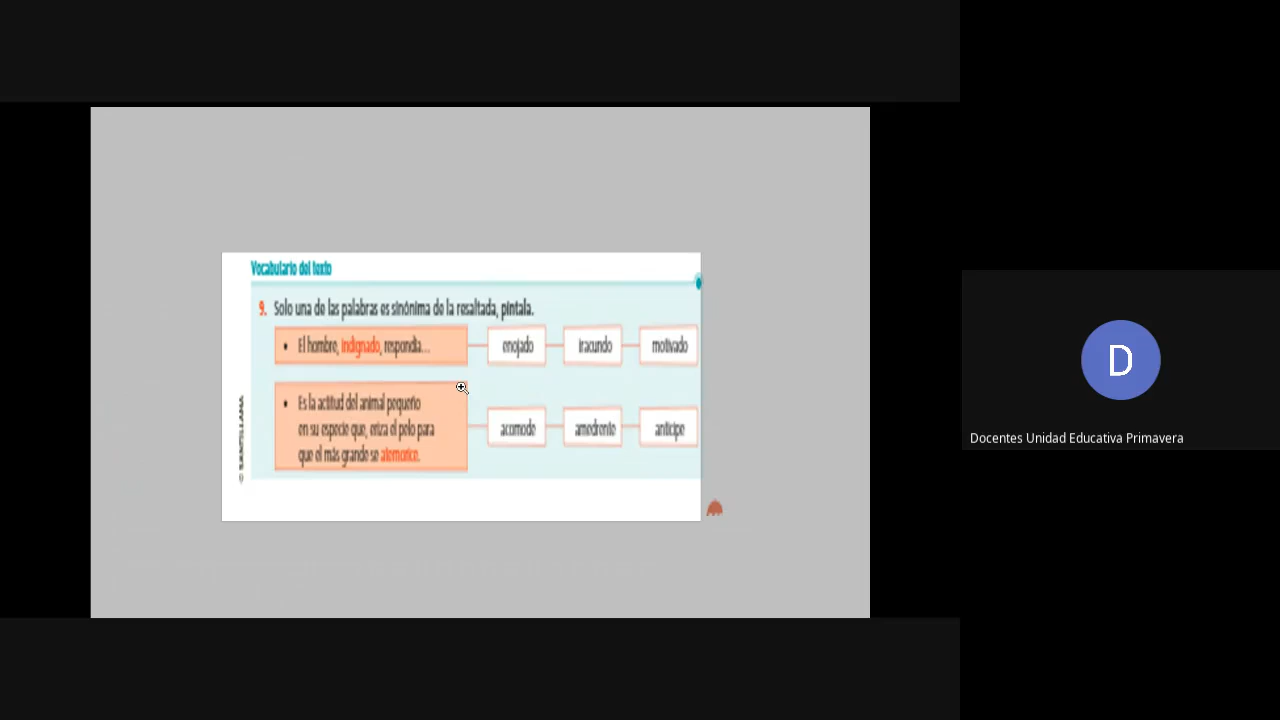 Vocabulario del texto
9. Solo una de las palabras es sinónima de la resaltada, píntala.
• El hombre, indignado, respondía...
enojado
iracundo
motivado
• Es la actitud del animal pequeño
en su especie que, eriza el pelo para
que el más grande se atemorice.
acomode
amedrente
anticipe
© SANTILLANA
D
Docentes Unidad Educativa Primavera